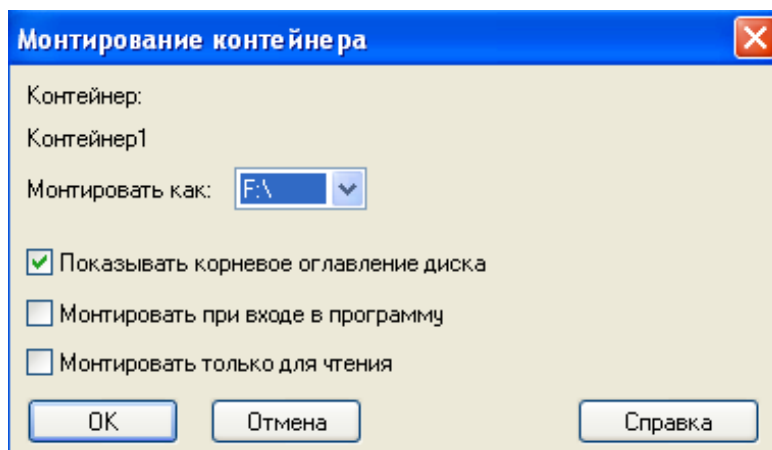 Монтирование контейнера
Контейнер:
Контейнер1
Монтировать как: F:\
Показывать корневое оглавление диска
Монтировать при входе в программу
Монтировать только для чтения
ОК Отмена Справка